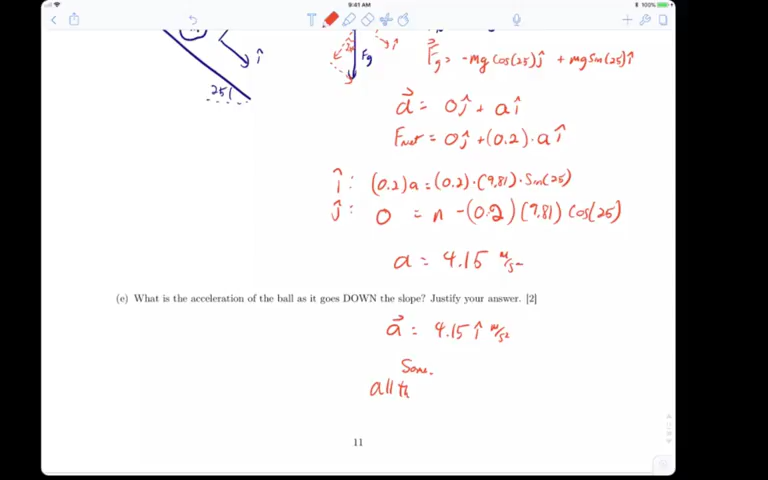 9:41 AM
100%
T
î
25
Fg
î
F⃗g = -mg cos(25)ĵ + mg sin(25)î
a⃗ = 0ĵ + aî
Fnet = 0ĵ + (0.2)·aî
î: (0.2)a = (0.2)·(9.81)·Sin(25)
ĵ: 0 = n - (0.2)(9.81) cos(25)
a = 4.15 m/s
(e) What is the acceleration of the ball as it goes DOWN the slope? Justify your answer. [2]
a⃗ = 4.15 î m/s²
Same.
all th
11